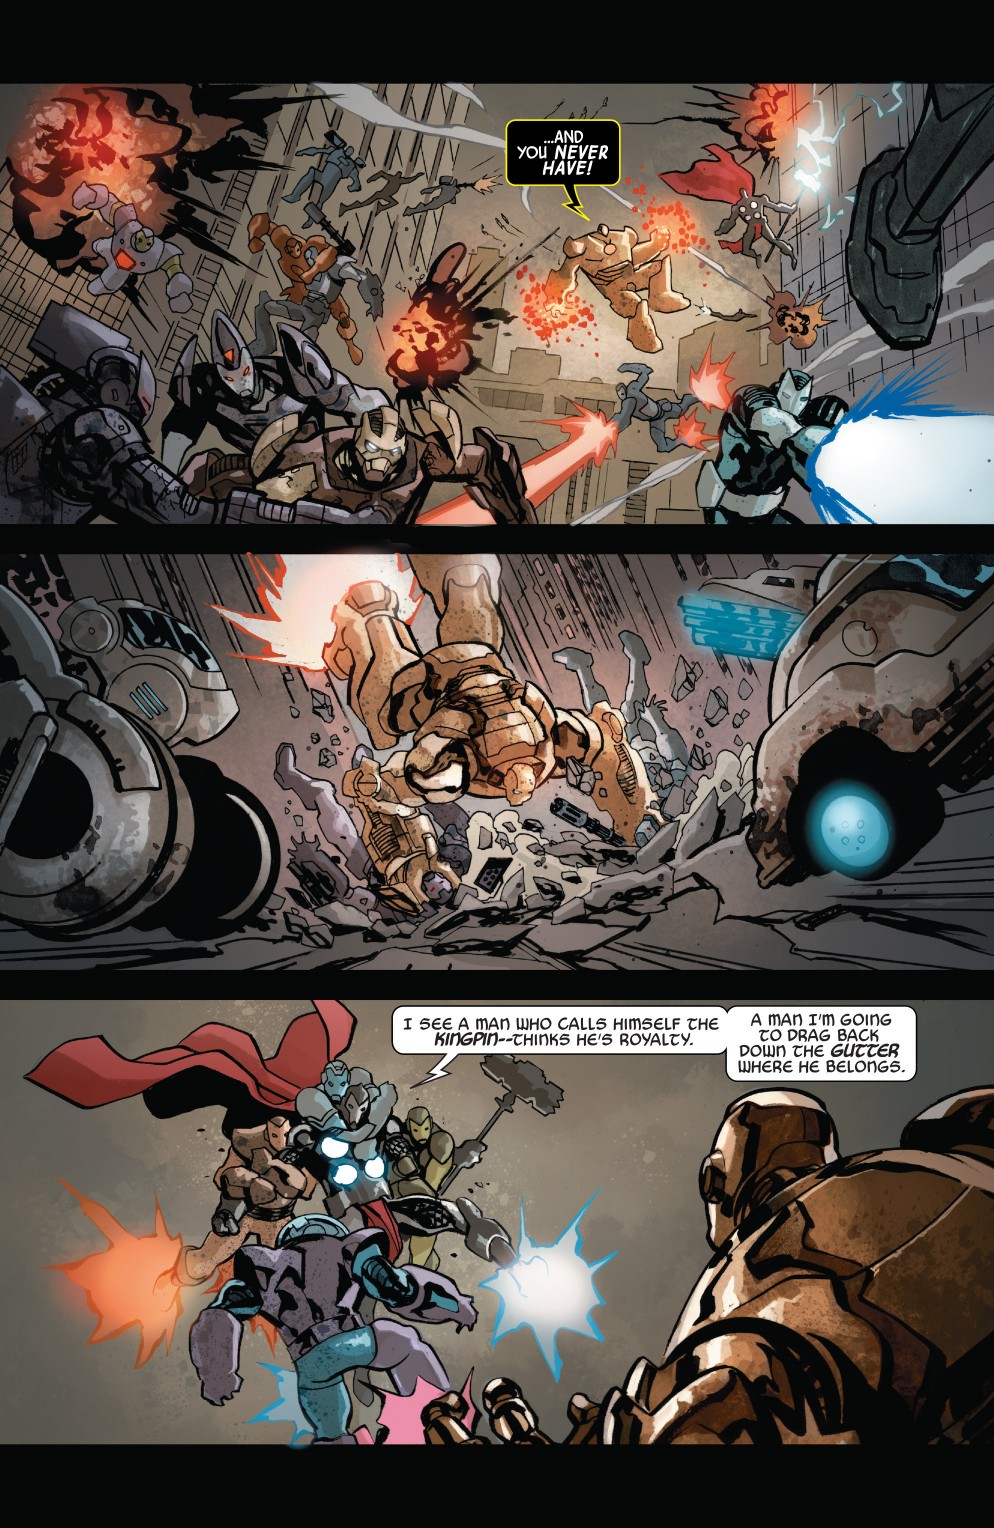 ...AND
YOU NEVER
HAVE!
I SEE A MAN WHO CALLS HIMSELF THE
KINGPIN--THINKS HE'S ROYALTY.
A MAN I'M GOING
TO DRAG BACK
DOWN THE GUTTER
WHERE HE BELONGS.